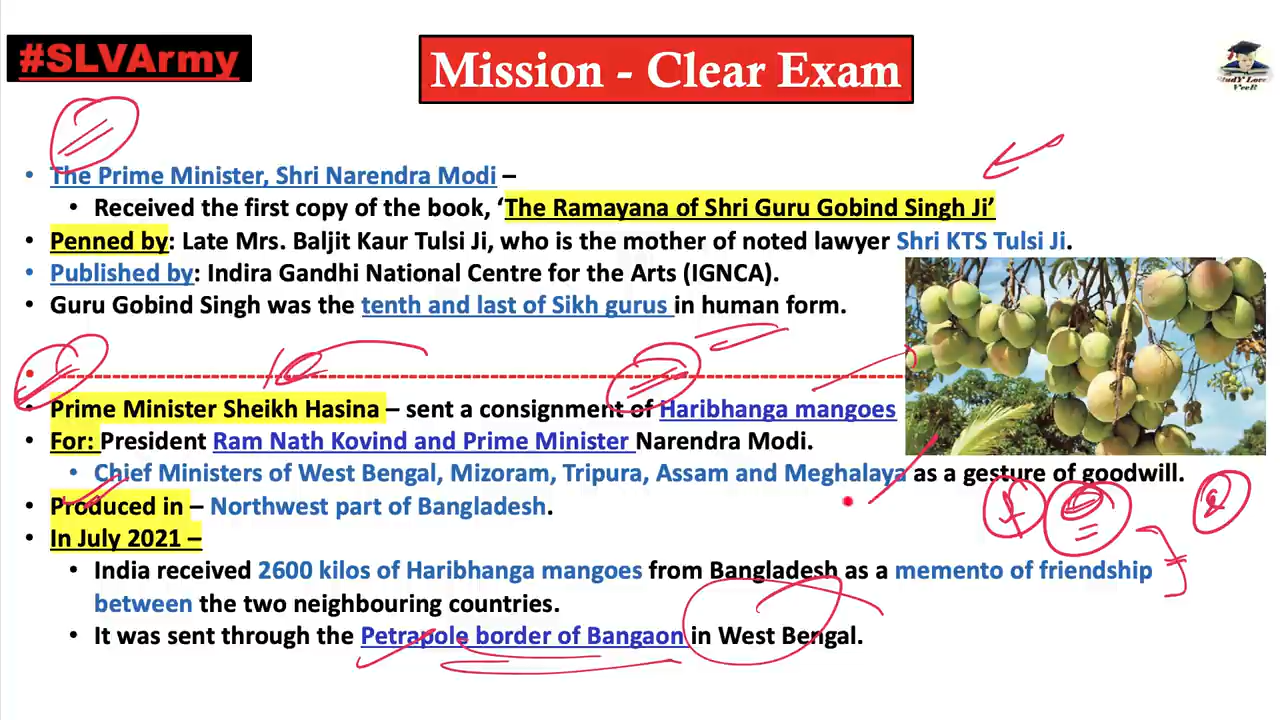 #SLVArmy
Mission - Clear Exam
StudY Love
VeeR
• The Prime Minister, Shri Narendra Modi –
• Received the first copy of the book, ‘The Ramayana of Shri Guru Gobind Singh Ji’
• Penned by: Late Mrs. Baljit Kaur Tulsi Ji, who is the mother of noted lawyer Shri KTS Tulsi Ji.
• Published by: Indira Gandhi National Centre for the Arts (IGNCA).
• Guru Gobind Singh was the tenth and last of Sikh gurus in human form.
• Prime Minister Sheikh Hasina – sent a consignment of Haribhanga mangoes
• For: President Ram Nath Kovind and Prime Minister Narendra Modi.
• Chief Ministers of West Bengal, Mizoram, Tripura, Assam and Meghalaya as a gesture of goodwill.
• Produced in – Northwest part of Bangladesh.
• In July 2021 –
• India received 2600 kilos of Haribhanga mangoes from Bangladesh as a memento of friendship
between the two neighbouring countries.
• It was sent through the Petrapole border of Bangaon in West Bengal.